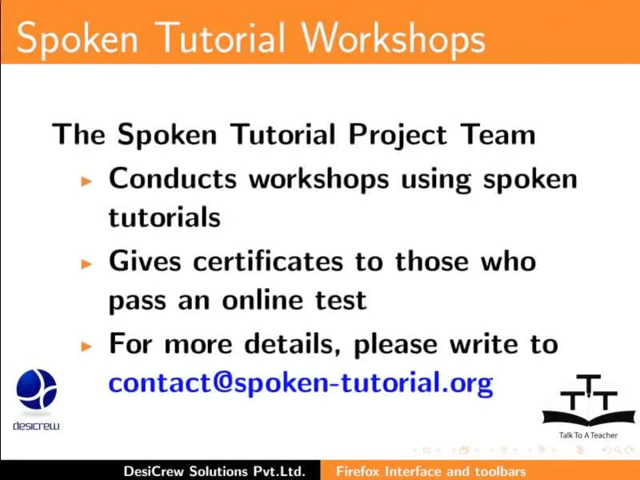 Spoken Tutorial Workshops
The Spoken Tutorial Project Team
Conducts workshops using spoken
tutorials
Gives certificates to those who
pass an online test
For more details, please write to
contact@spoken-tutorial.org
desicrew
TTT
Talk To A Teacher
DesiCrew Solutions Pvt.Ltd.
Firefox Interface and toolbars